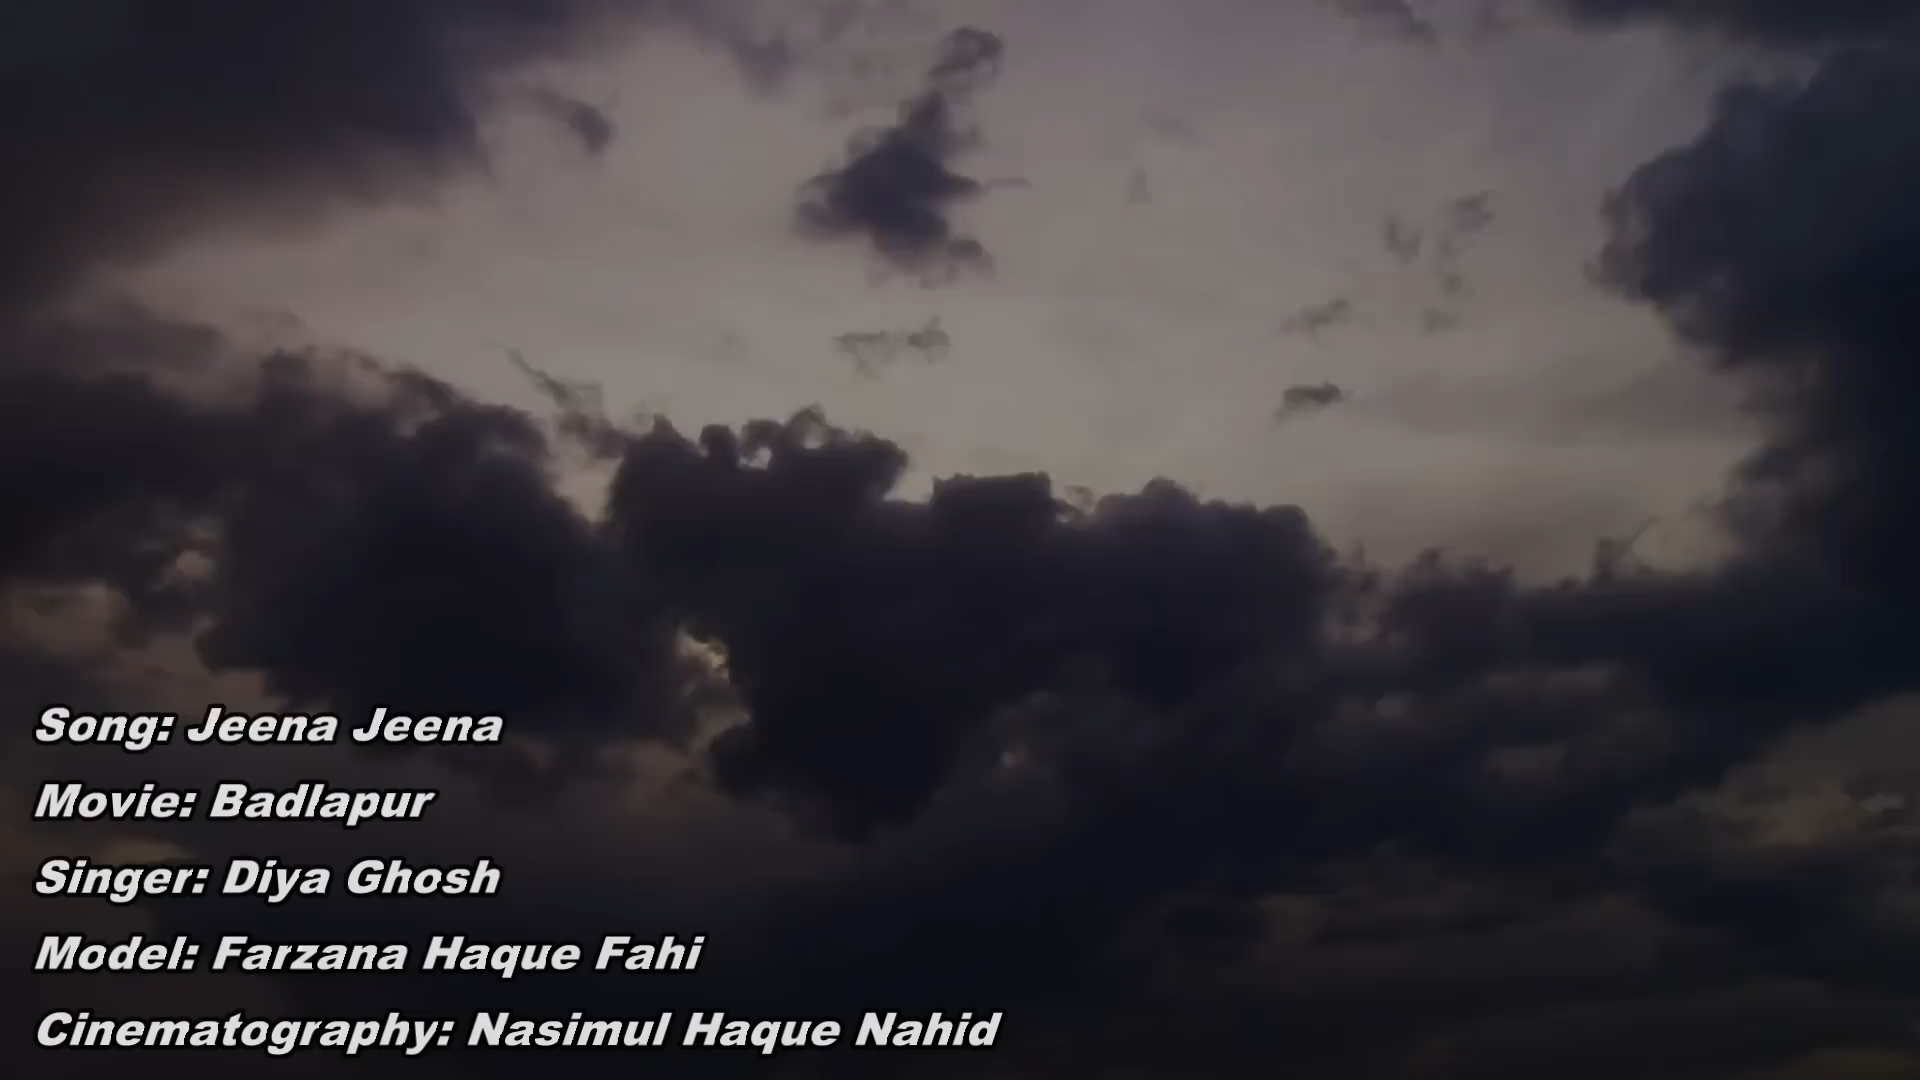 Song: Jeena Jeena
Movie: Badlapur
Singer: Diya Ghosh
Model: Farzana Haque Fahi
Cinematography: Nasimul Haque Nahid